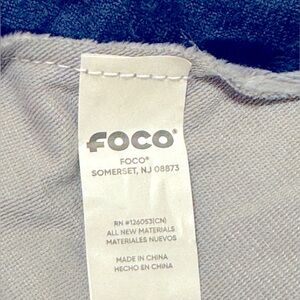 FOCO®
FOCO®
SOMERSET, NJ 08873
RN #126053(CN)
ALL NEW MATERIALS
MATERIALES NUEVOS
MADE IN CHINA
HECHO EN CHINA